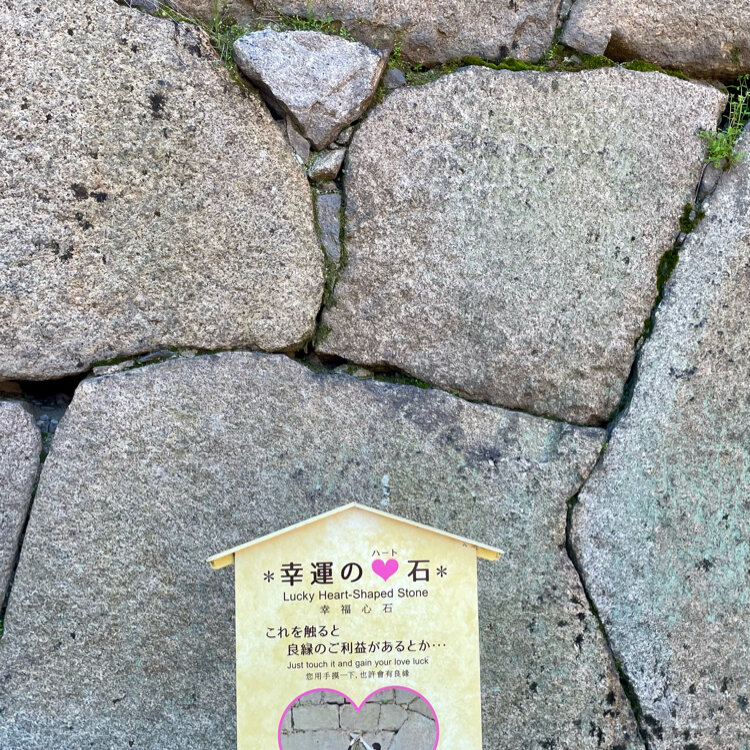 *幸運の♥石*
ハート
Lucky Heart-Shaped Stone
幸福心石
これを触ると
良縁のご利益があるとか…
Just touch it and gain your love luck
您用手摸一下,也許會有良緣